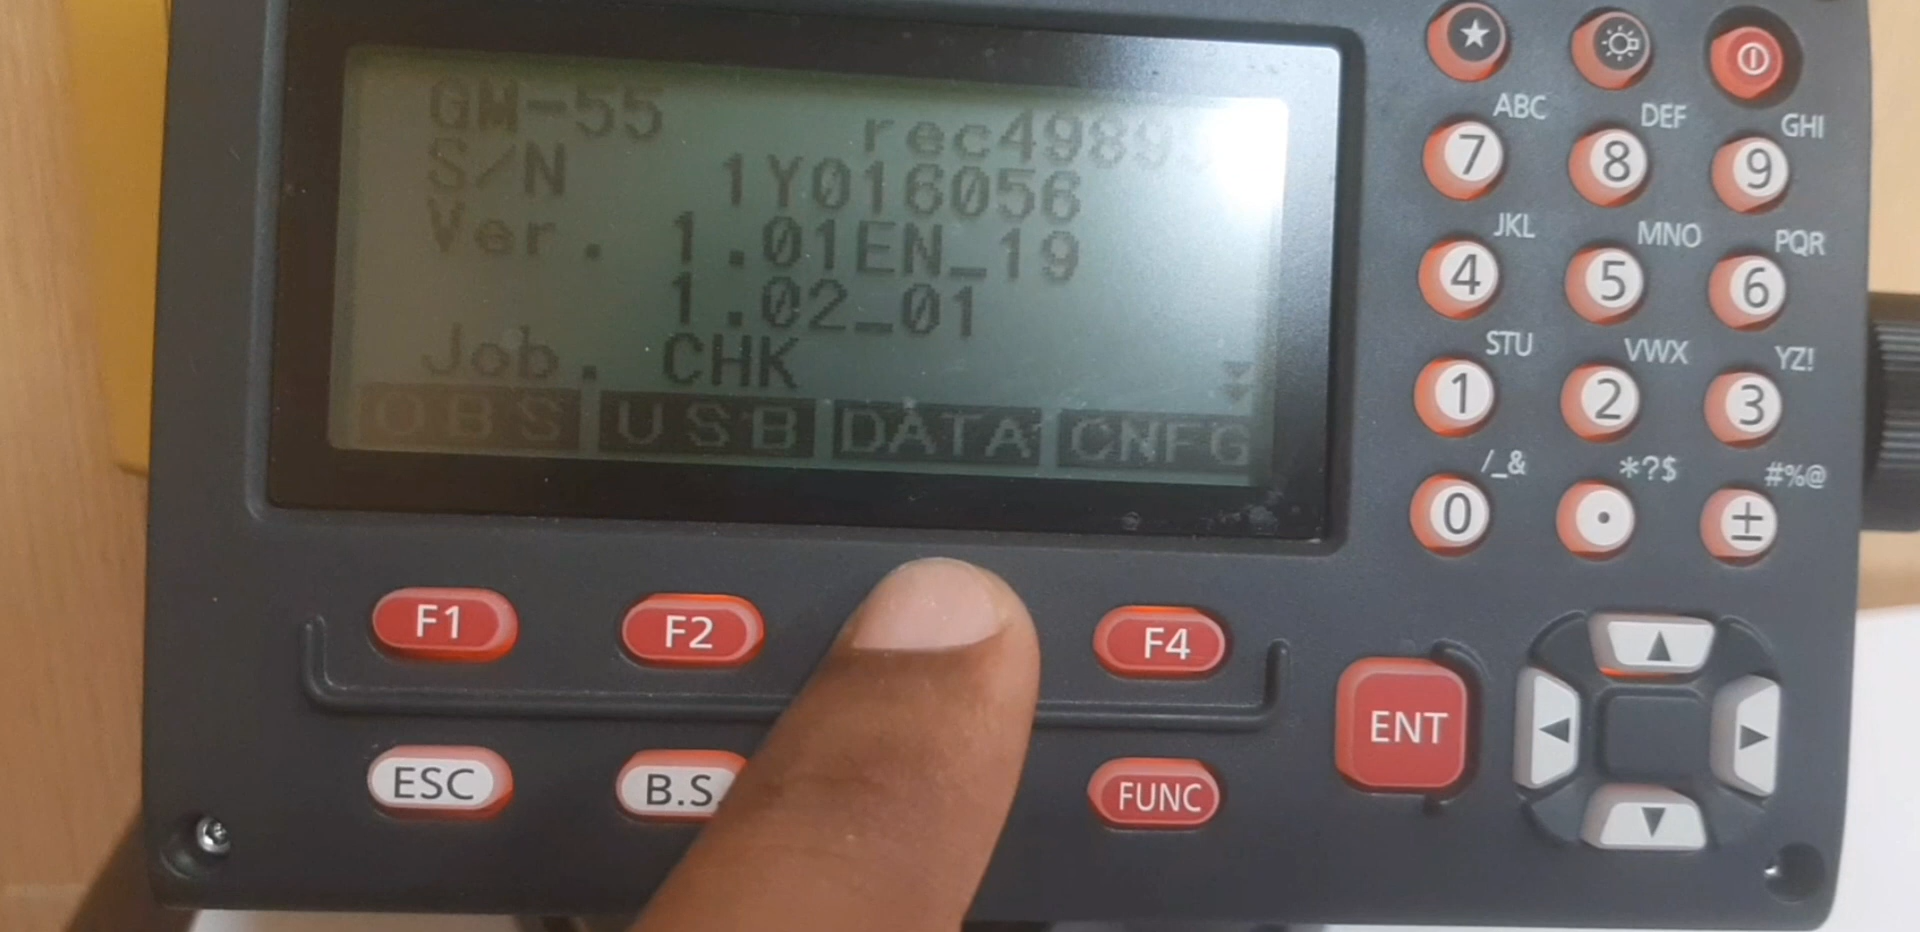 GM-55
rec4989
S/N 1Y016056
Ver. 1.01EN_19
1.02_01
Job. CHK
OBS USB DATA CNFG
F1 F2 F4
ESC B.S. FUNC
ENT
ABC DEF GHI
7 8 9
JKL MNO PQR
4 5 6
STU VWX YZ!
1 2 3
/_& *?$ #%@
0 . ±